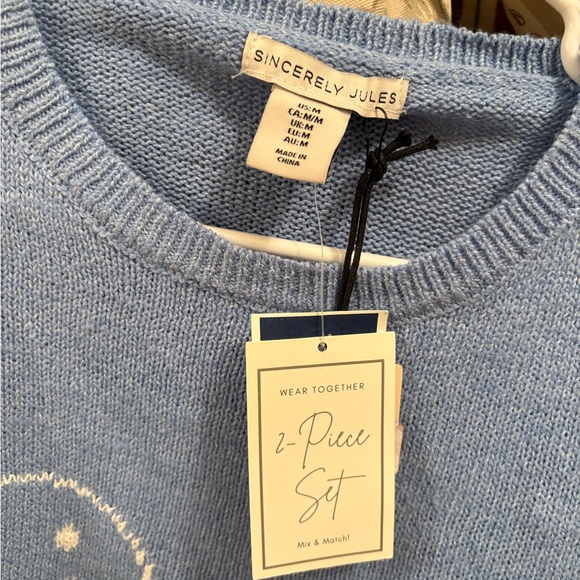 SINCERELY JULES
US:M
CA:M/M
UK:M
EU:M
AU:M
MADE IN
CHINA
WEAR TOGETHER
2-Piece
Set
Mix & Match!